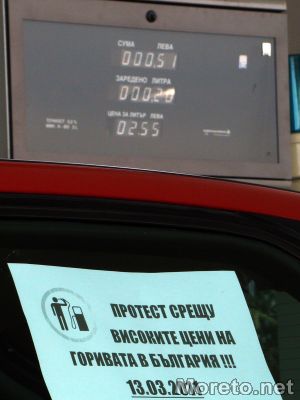 СУМА ЛЕВА
000,51
ЗАРЕДЕНО ЛИТРА
000,20
ЦЕНА ЗА ЛИТЪР ЛЕВА
02.55
ПРОТЕСТ СРЕЩУ
ВИСОКИТЕ ЦЕНИ НА
ГОРИВАТА В БЪЛГАРИЯ !!!
13.03.
Moreto.net